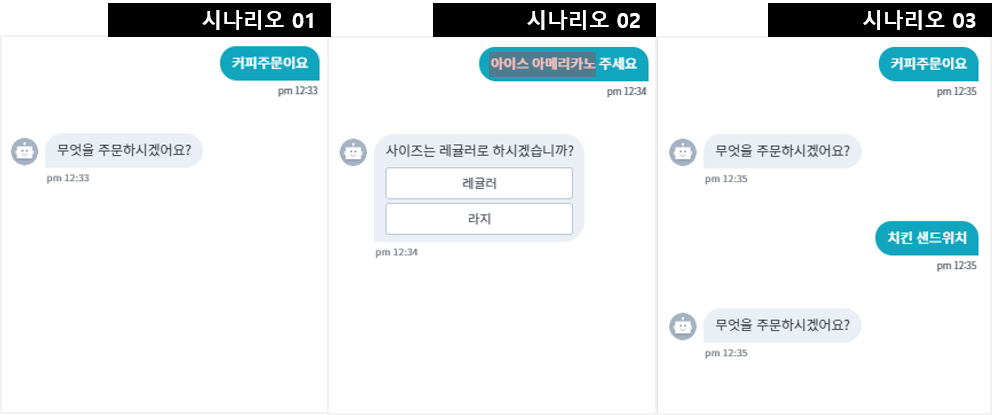 시나리오 01
커피주문이요
pm 12:33
무엇을 주문하시겠어요?
pm 12:33
시나리오 02
아이스 아메리카노 주세요
pm 12:34
사이즈는 레귤러로 하시겠습니까?
레귤러
라지
pm 12:34
시나리오 03
커피주문이요
pm 12:35
무엇을 주문하시겠어요?
pm 12:35
치킨 샌드위치
pm 12:35
무엇을 주문하시겠어요?
pm 12:35